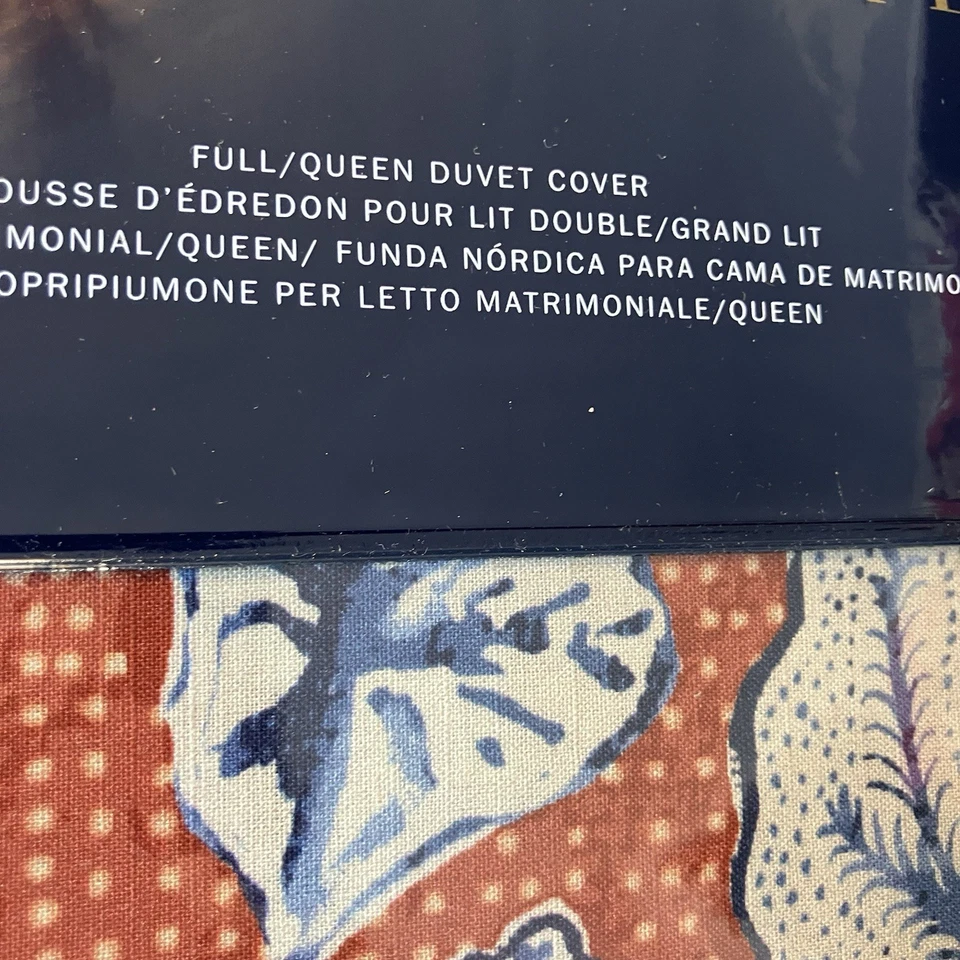 FULL/QUEEN DUVET COVER
OUSSE D'ÉDREDON POUR LIT DOUBLE/GRAND LIT
MONIAL/QUEEN/ FUNDA NÓRDICA PARA CAMA DE MATRIMO
OPRIPIUMONE PER LETTO MATRIMONIALE/QUEEN